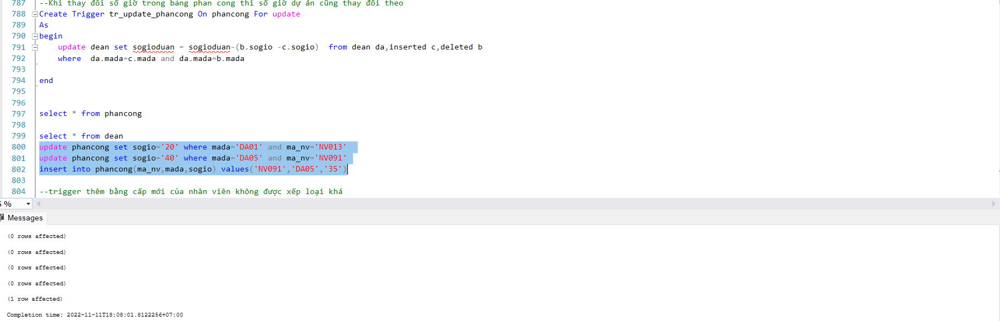 787 --Khi thay đổi số giờ trong bảng phan cong thì số giờ dự án cũng thay đổi theo
788 Create Trigger tr_update_phancong On phancong For update
789 As
790 begin
791 update dean set sogioduan = sogioduan-(b.sogio -c.sogio) from dean da,inserted c,deleted b
792 where da.mada=c.mada and da.mada=b.mada
793
794 end
795
796
797 select * from phancong
798
799 select * from dean
800 update phancong set sogio='20' where mada='DA01' and ma_nv='NV013'
801 update phancong set sogio='40' where mada='DA05' and ma_nv='NV091'
802 insert into phancong(ma_nv,mada,sogio) values('NV091','DA05','35')
803
804 --trigger thêm bằng cấp mới của nhân viên không được xếp loại khá
%
Messages
(0 rows affected)
(0 rows affected)
(0 rows affected)
(0 rows affected)
(1 row affected)
Completion time: 2022-11-11T18:08:01.8122256+07:00